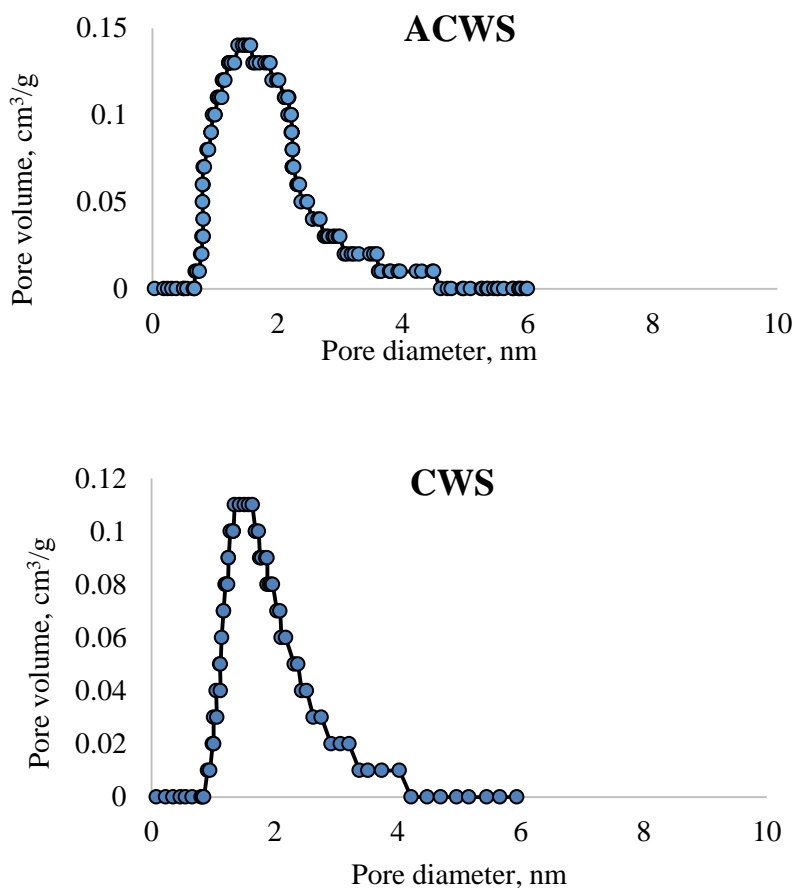 ACWS
Pore volume, cm³/g
0.15
0.1
0.05
0
0 2 4 6 8 10
Pore diameter, nm
CWS
Pore volume, cm³/g
0.12
0.1
0.08
0.06
0.04
0.02
0
0 2 4 6 8 10
Pore diameter, nm